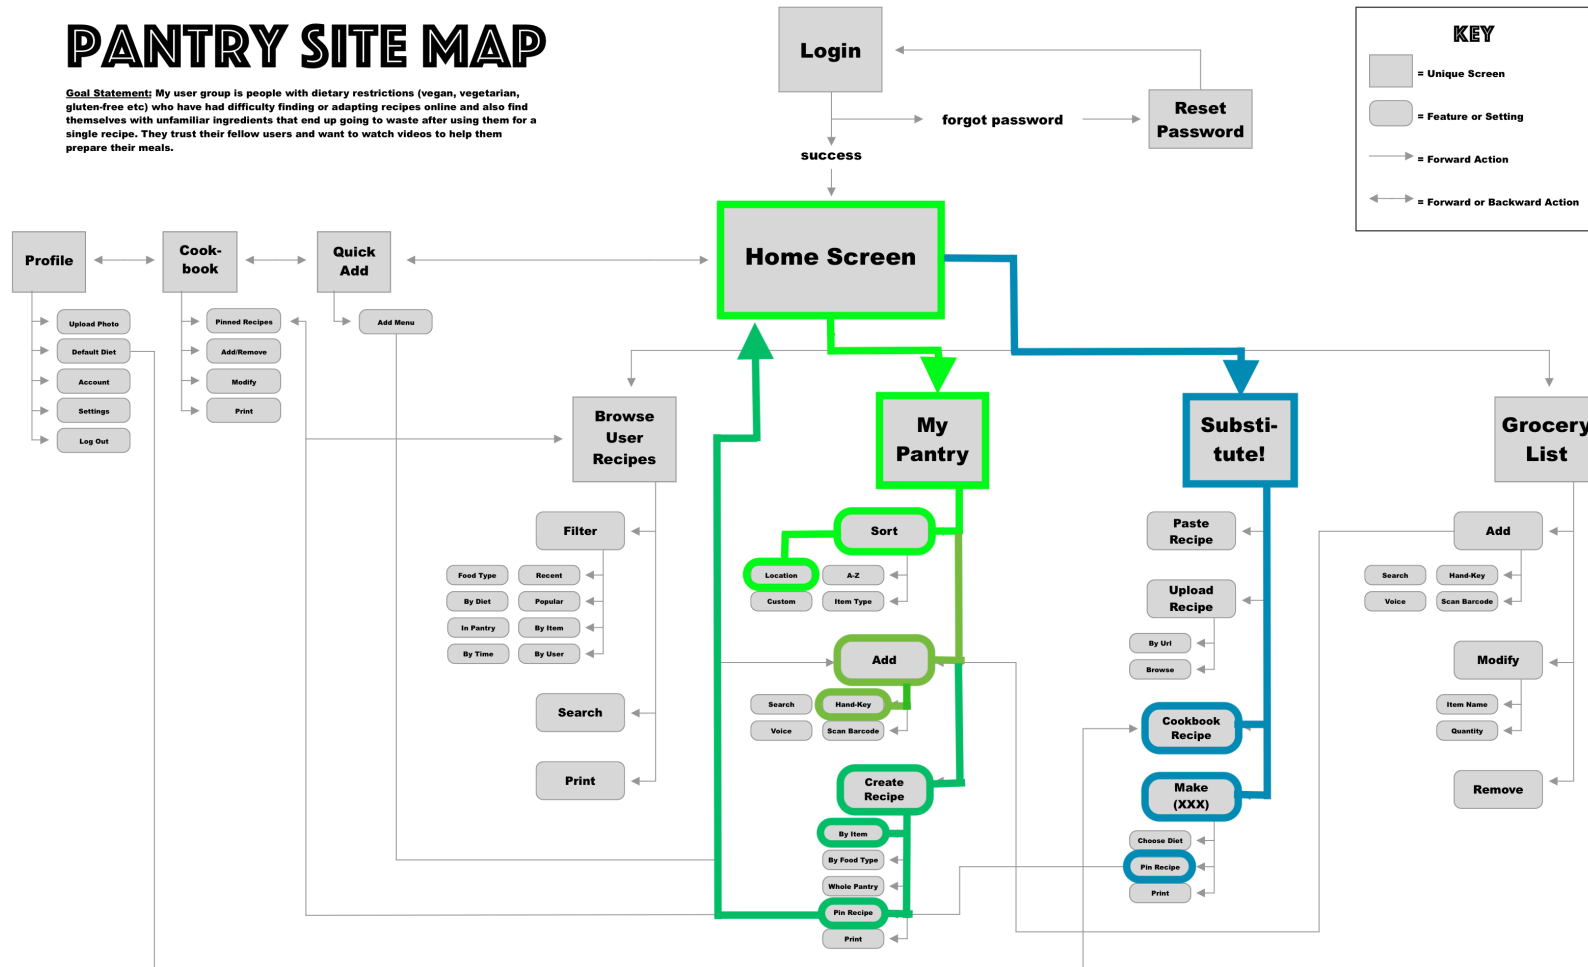 PANTRY SITE MAP
Goal Statement: My user group is people with dietary restrictions (vegan, vegetarian,
gluten-free etc) who have had difficulty finding or adapting recipes online and also find
themselves with unfamiliar ingredients that end up going to waste after using them for a
single recipe. They trust their fellow users and want to watch videos to help them
prepare their meals.
Login
forgot password
Reset
Password
success
KEY
= Unique Screen
= Feature or Setting
= Forward Action
= Forward or Backward Action
Home Screen
Profile
Upload Photo
Default Diet
Account
Settings
Log Out
Cook-
book
Pinned Recipes
Add/Remove
Modify
Print
Quick
Add
Add Menu
Browse
User
Recipes
Filter
Food Type
Recent
By Diet
Popular
In Pantry
By Item
By Time
By User
Search
Print
My
Pantry
Sort
Location
A-Z
Custom
Item Type
Add
Search
Hand-Key
Voice
Scan Barcode
Create
Recipe
By Item
By Food Type
Whole Pantry
Pin Recipe
Print
Substi-
tute!
Paste
Recipe
Upload
Recipe
By Url
Browse
Cookbook
Recipe
Make
(XXX)
Choose Diet
Pin Recipe
Print
Grocery
List
Add
Search
Hand-Key
Voice
Scan Barcode
Modify
Item Name
Quantity
Remove